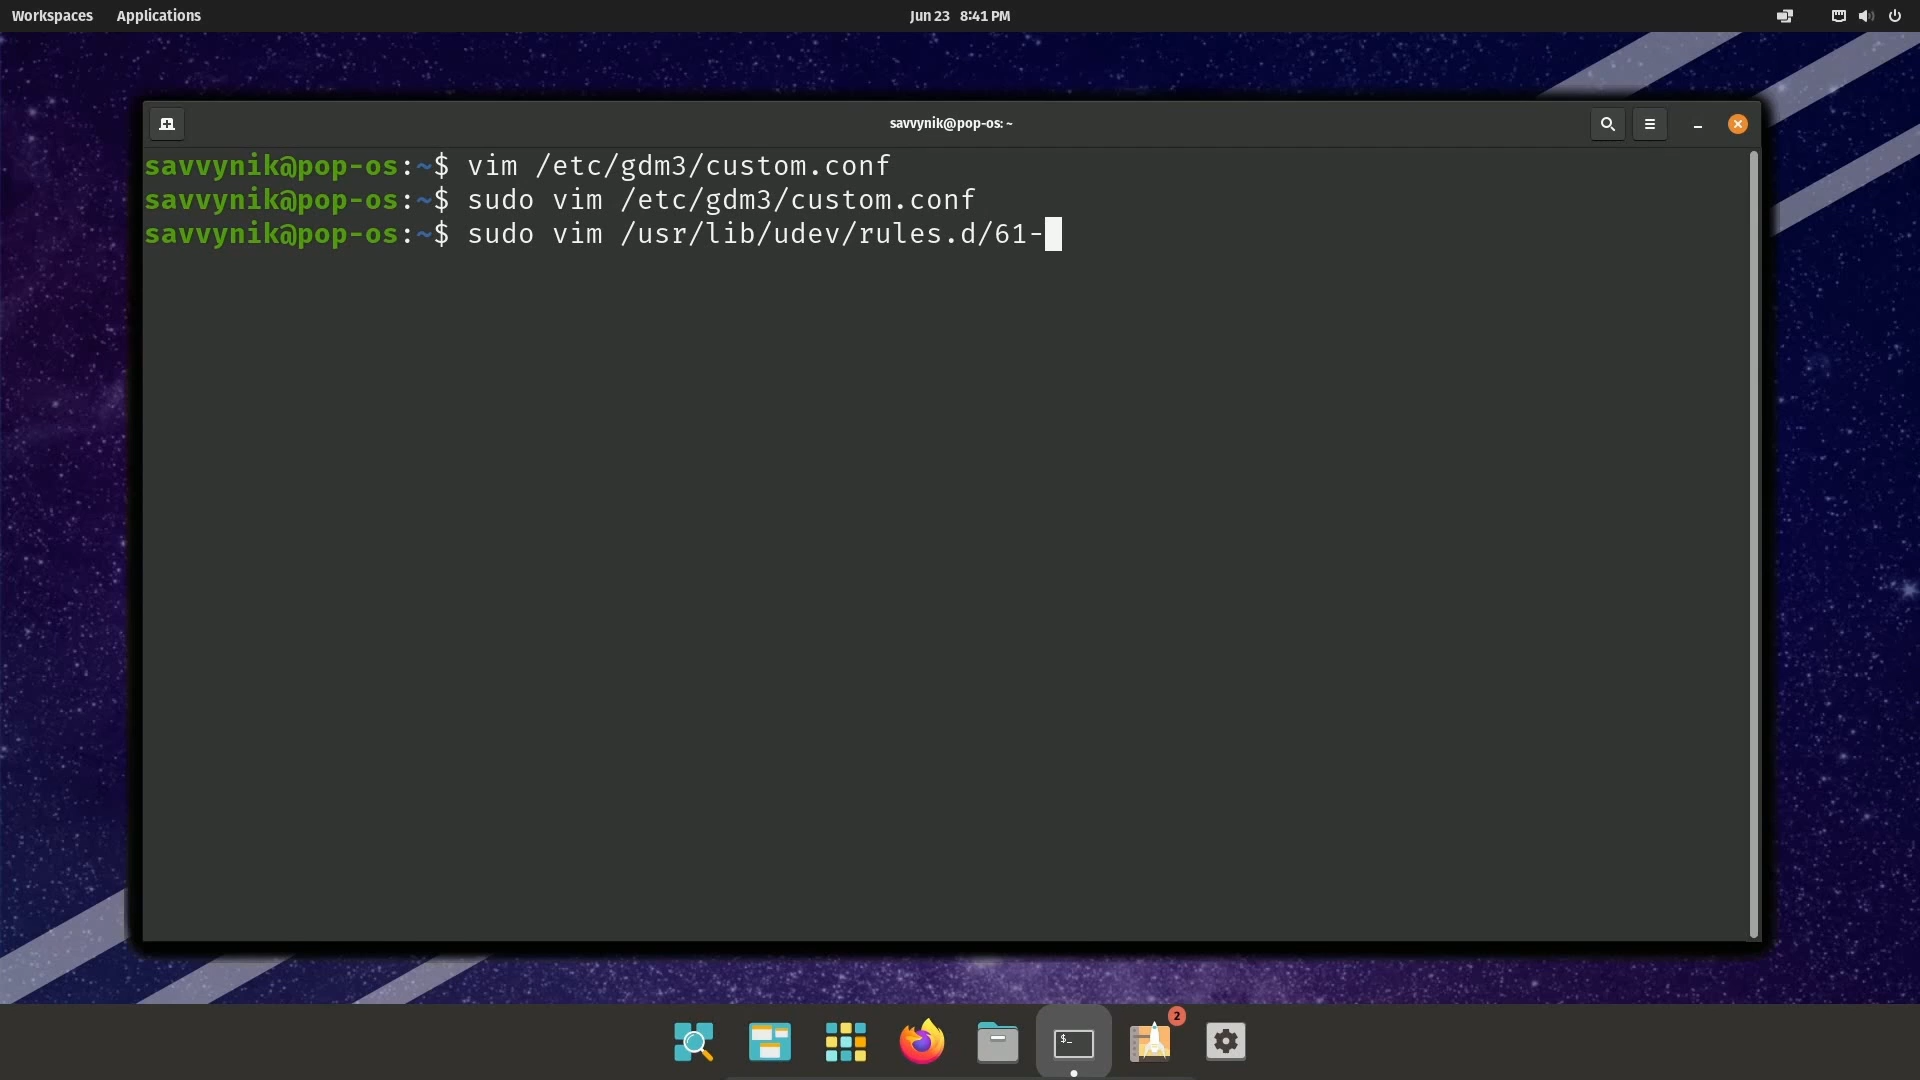 Workspaces Applications Jun 23 8:41 PM
savvynik@pop-os: ~
savvynik@pop-os:~$ vim /etc/gdm3/custom.conf
savvynik@pop-os:~$ sudo vim /etc/gdm3/custom.conf
savvynik@pop-os:~$ sudo vim /usr/lib/udev/rules.d/61-
$_
2